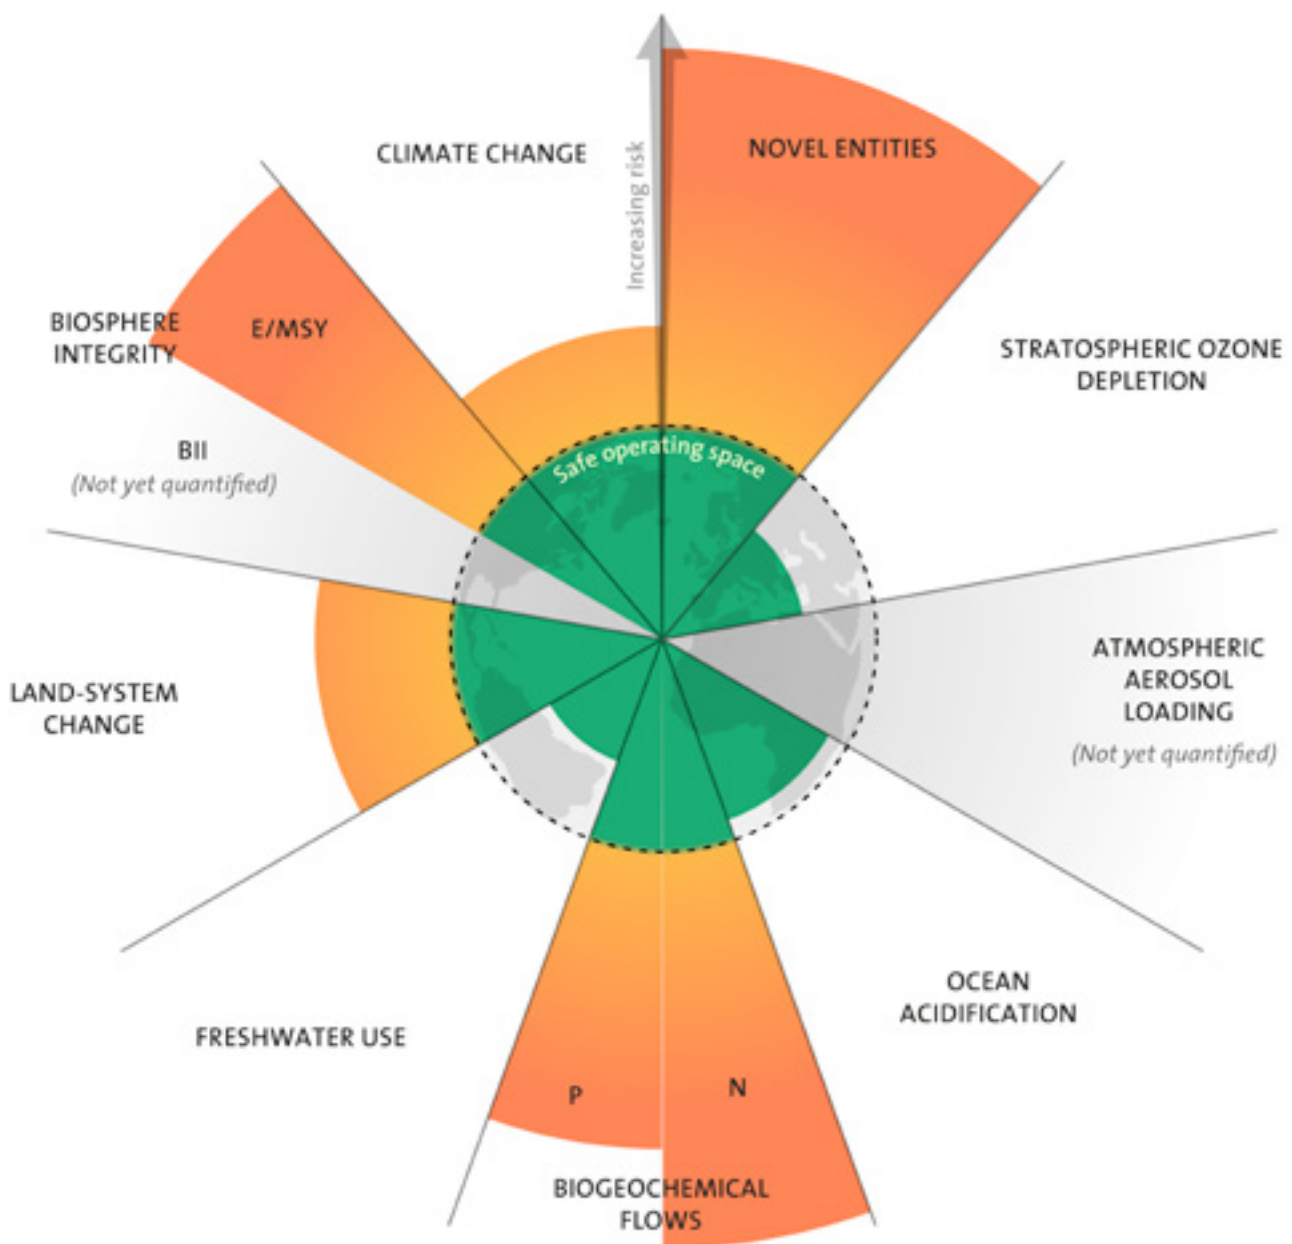 CLIMATE CHANGE
NOVEL ENTITIES
Increasing risk
BIOSPHERE
INTEGRITY
E/MSY
STRATOSPHERIC OZONE
DEPLETION
BII
(Not yet quantified)
Safe operating space
LAND-SYSTEM
CHANGE
ATMOSPHERIC
AEROSOL
LOADING
(Not yet quantified)
FRESHWATER USE
OCEAN
ACIDIFICATION
P
N
BIOGEOCHEMICAL
FLOWS